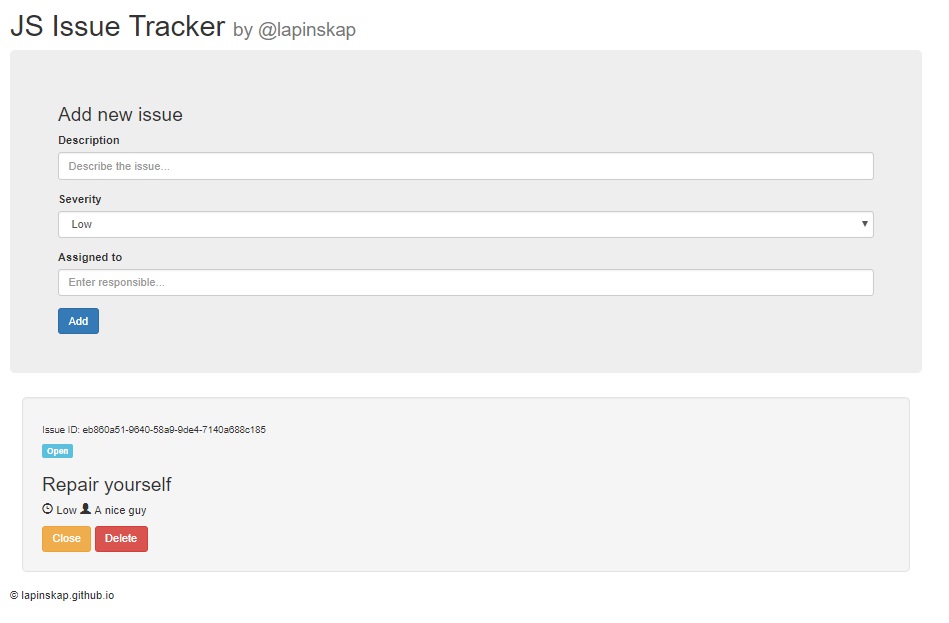 JS Issue Tracker by @lapinskap
Add new issue
Description
Describe the issue...
Severity
Low
Assigned to
Enter responsible...
Add
Issue ID: eb860a51-9640-58a9-9de4-7140a688c185
Open
Repair yourself
Low A nice guy
Close Delete
© lapinskap.github.io